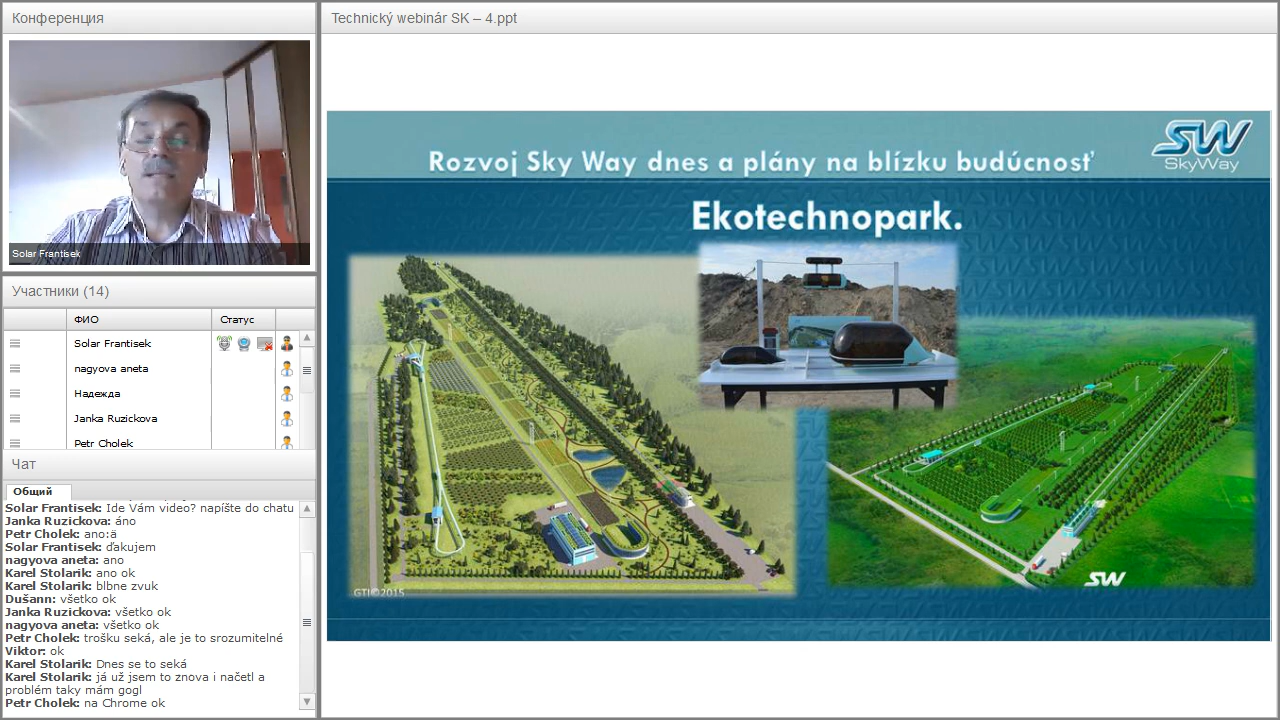 Конференция
Solar Frantisek
Участники (14)
ФИО
Статус
Solar Frantisek
nagyova aneta
Надежда
Janka Ruzickova
Petr Cholek
Чат
Общий
Solar Frantisek: Ide Vám video? napíšte do chatu
Janka Ruzickova: áno
Petr Cholek: ano:ä
Solar Frantisek: ďakujem
nagyova aneta: ano
Karel Stolarik: ano ok
Karel Stolarik: blbne zvuk
Dušann: všetko ok
Janka Ruzickova: všetko ok
nagyova aneta: všetko ok
Petr Cholek: trošku seká, ale je to srozumitelné
Viktor: ok
Karel Stolarik: Dnes se to seká
Karel Stolarik: já už jsem to znova i načetl a
problém taky mám gogl
Petr Cholek: na Chrome ok
Technický webinár SK – 4.ppt
Rozvoj Sky Way dnes a plány na blízku budúcnosť
SW
SkyWay
Ekotechnopark.
GTI©2015
SW